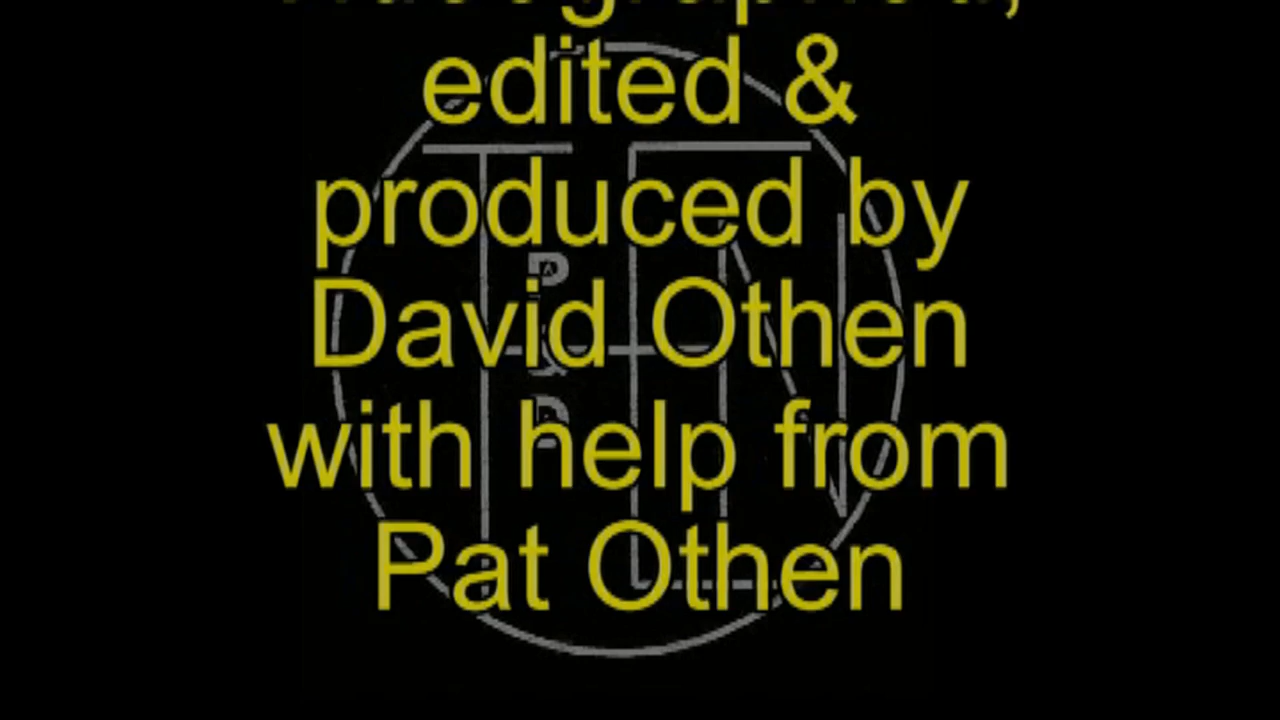 edited &
produced by
David Othen
with help from
Pat Othen